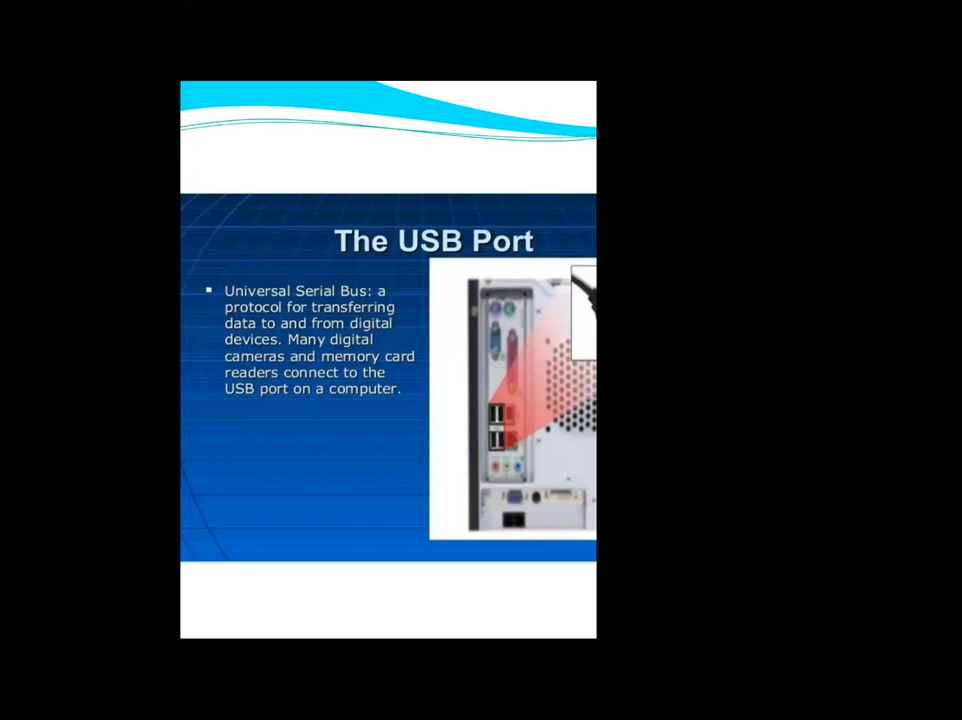 The USB Port
Universal Serial Bus: a
protocol for transferring
data to and from digital
devices. Many digital
cameras and memory card
readers connect to the
USB port on a computer.